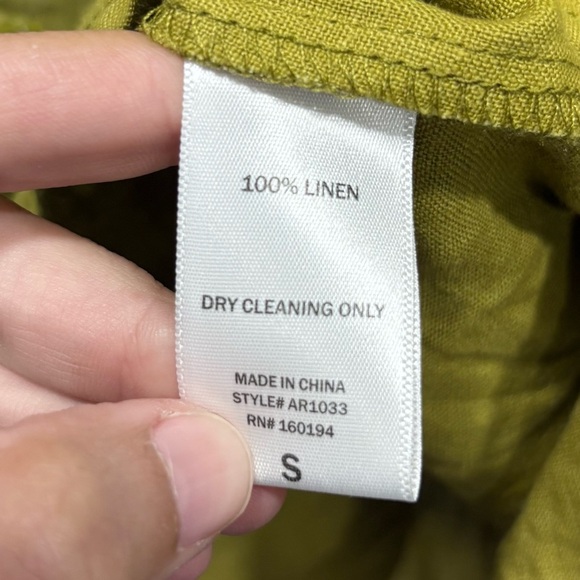 100% LINEN
DRY CLEANING ONLY
MADE IN CHINA
STYLE# AR1033
RN# 160194
S